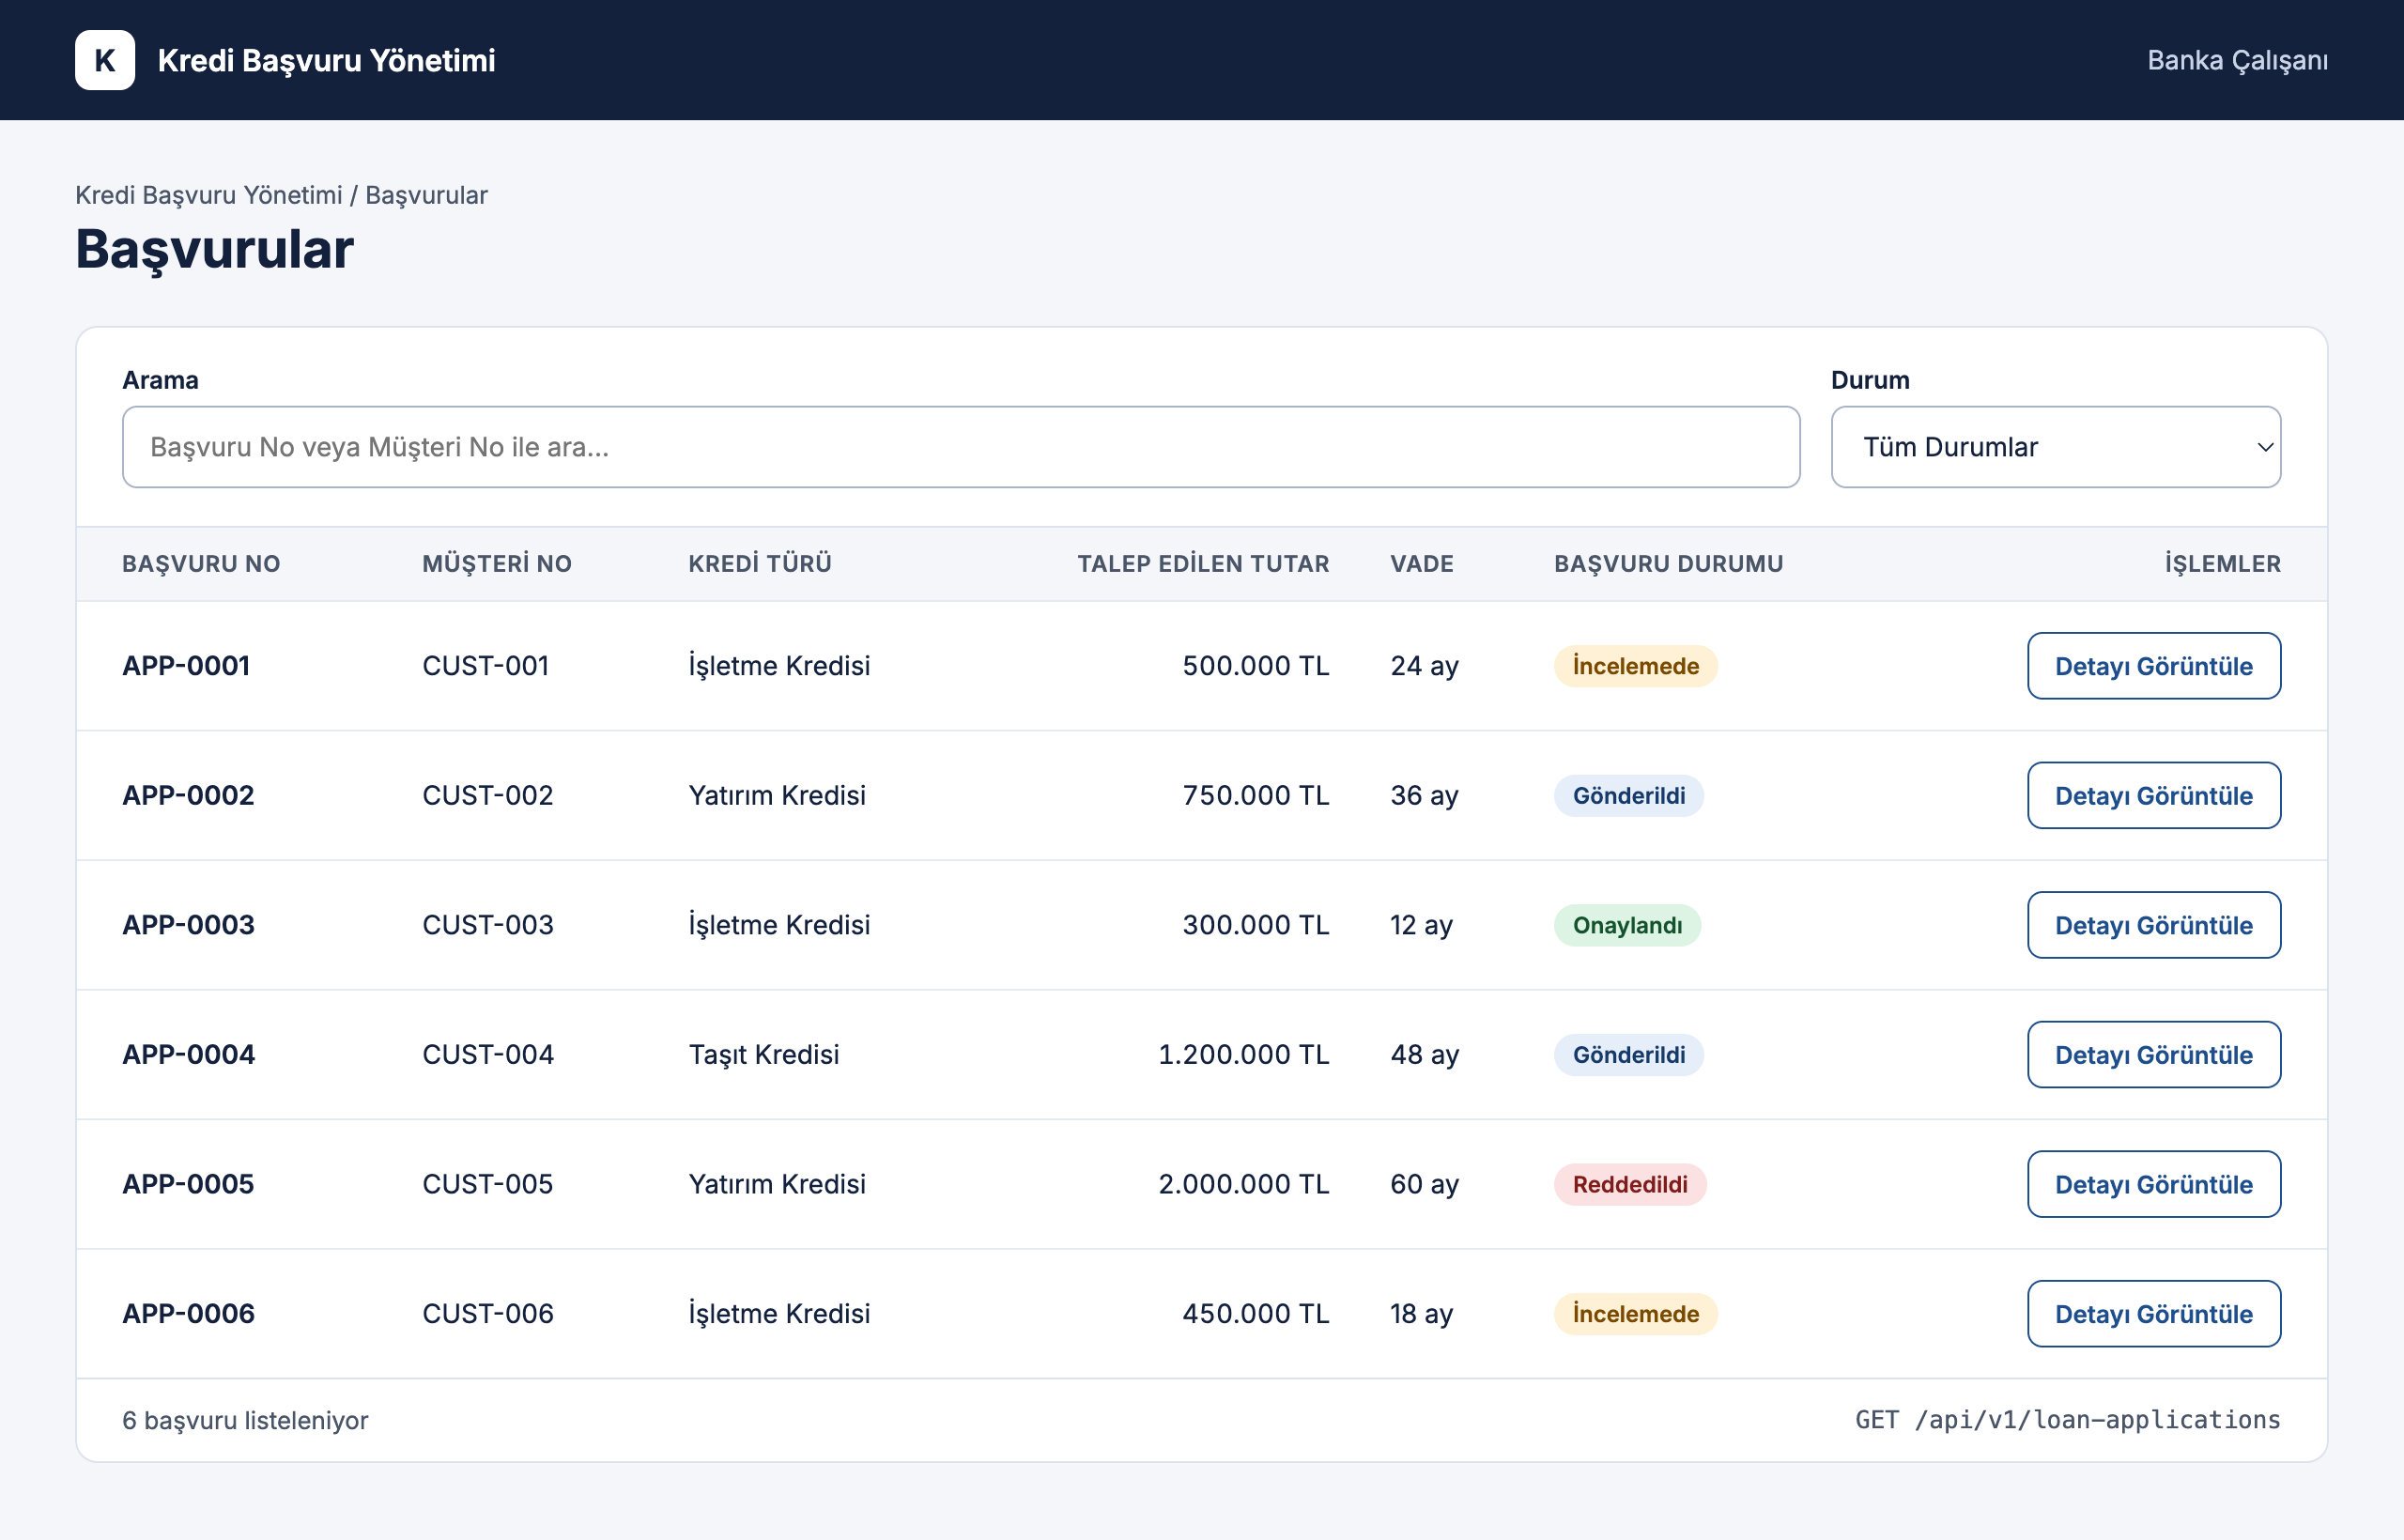 K Kredi Başvuru Yönetimi Banka Çalışanı
Kredi Başvuru Yönetimi / Başvurular
Başvurular
Arama Durum
Başvuru No veya Müşteri No ile ara... Tüm Durumlar
BAŞVURU NO MÜŞTERİ NO KREDİ TÜRÜ TALEP EDİLEN TUTAR VADE BAŞVURU DURUMU İŞLEMLER
APP-0001 CUST-001 İşletme Kredisi 500.000 TL 24 ay İncelemede Detayı Görüntüle
APP-0002 CUST-002 Yatırım Kredisi 750.000 TL 36 ay Gönderildi Detayı Görüntüle
APP-0003 CUST-003 İşletme Kredisi 300.000 TL 12 ay Onaylandı Detayı Görüntüle
APP-0004 CUST-004 Taşıt Kredisi 1.200.000 TL 48 ay Gönderildi Detayı Görüntüle
APP-0005 CUST-005 Yatırım Kredisi 2.000.000 TL 60 ay Reddedildi Detayı Görüntüle
APP-0006 CUST-006 İşletme Kredisi 450.000 TL 18 ay İncelemede Detayı Görüntüle
6 başvuru listeleniyor GET /api/v1/loan-applications